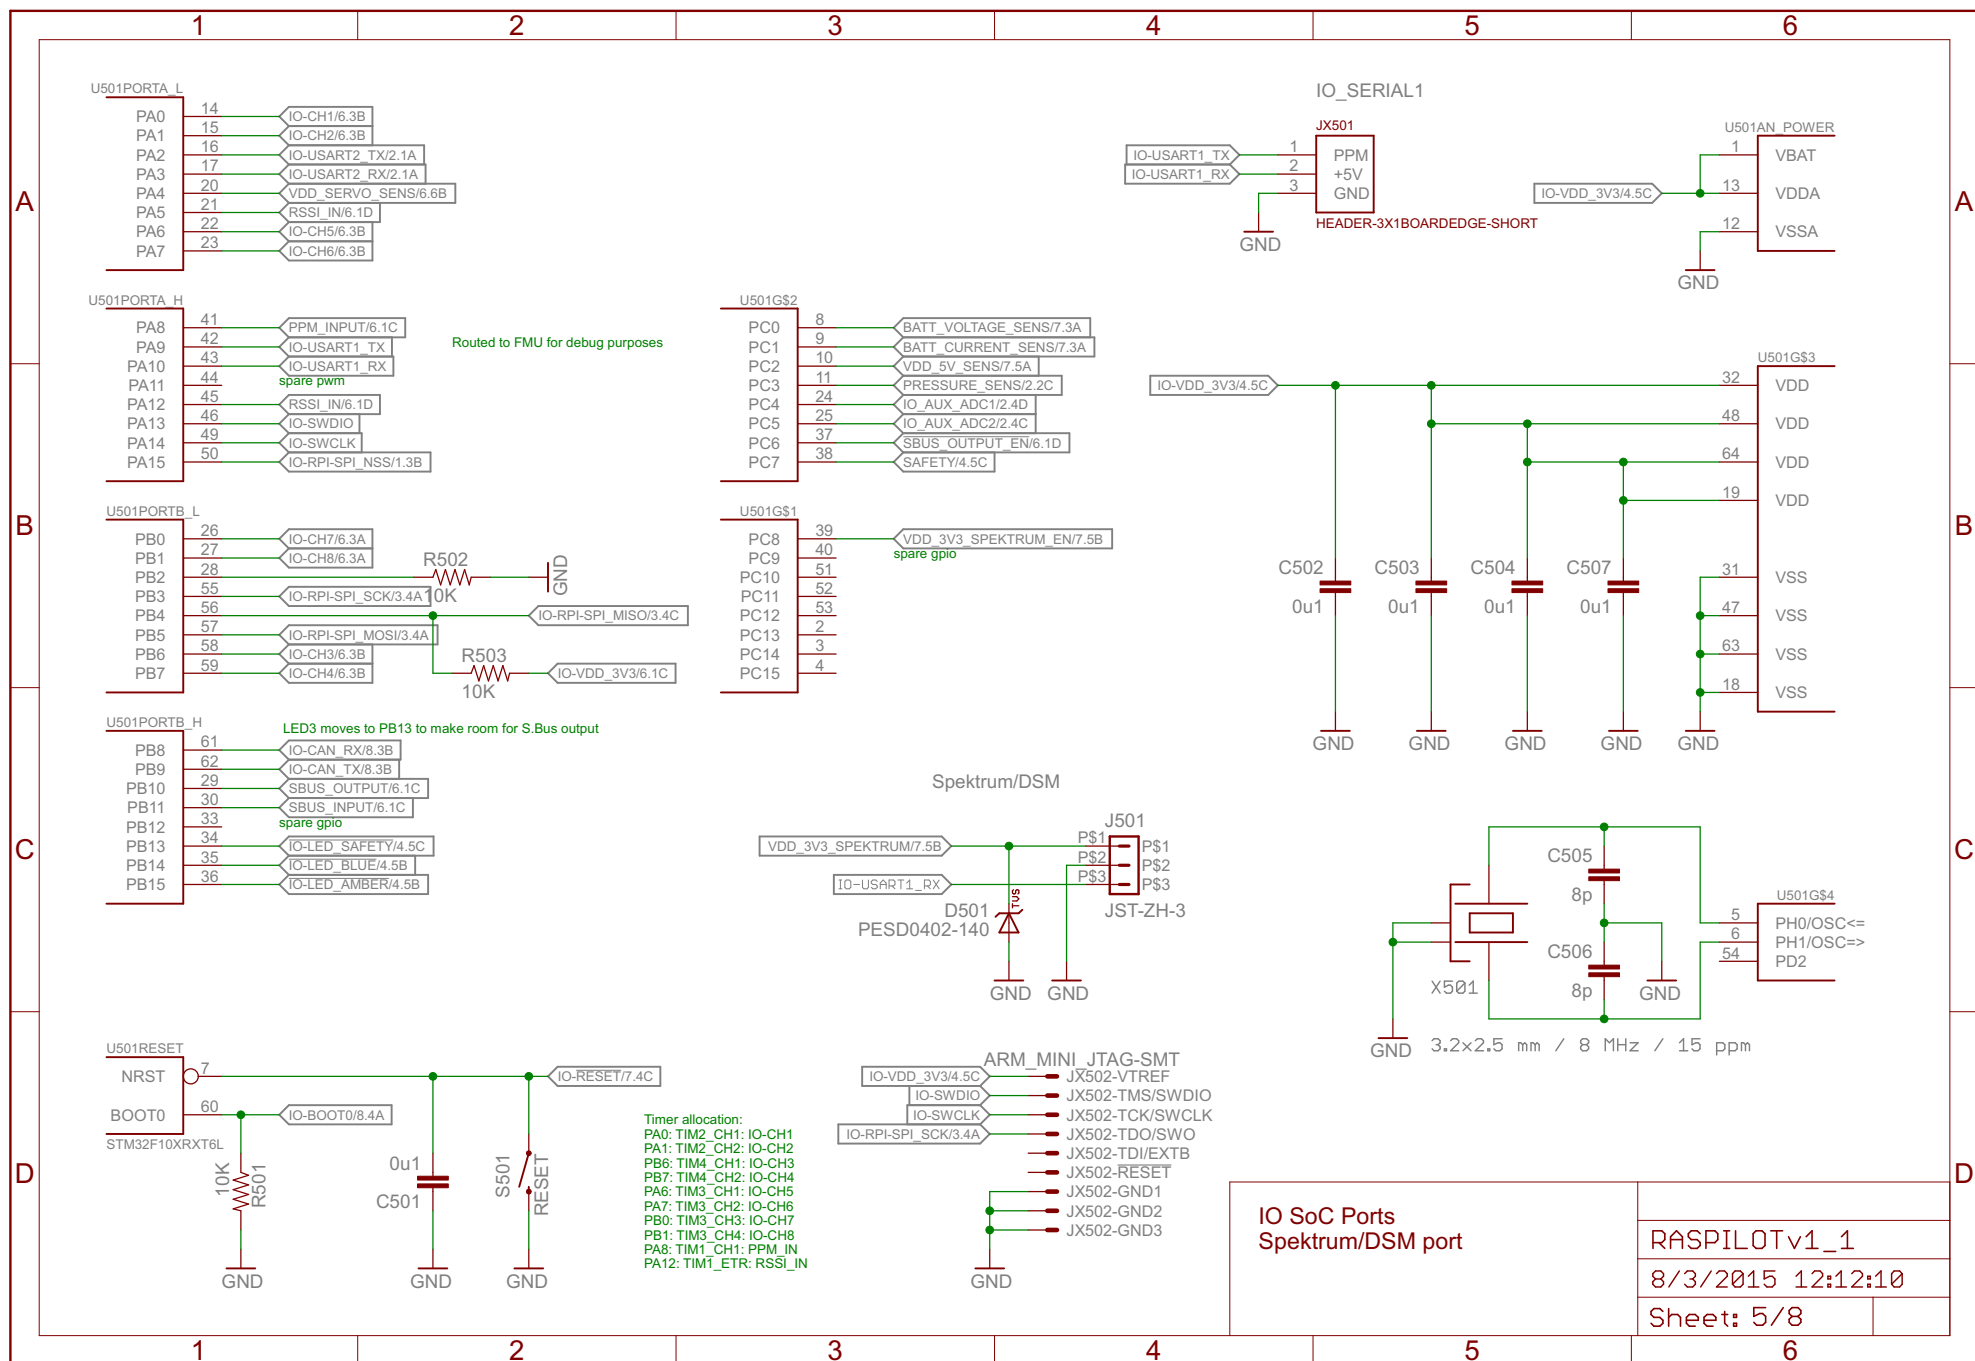 1 2 3 4 5 6
A
B
C
D
U501PORTA_L
PA0 14 IO-CH1/6.3B
PA1 15 IO-CH2/6.3B
PA2 16 IO-USART2_TX/2.1A
PA3 17 IO-USART2_RX/2.1A
PA4 20 VDD_SERVO_SENS/6.6B
PA5 21 RSSI_IN/6.1D
PA6 22 IO-CH5/6.3B
PA7 23 IO-CH6/6.3B
U501PORTA_H
PA8 41 PPM_INPUT/6.1C
PA9 42 IO-USART1_TX
PA10 43 IO-USART1_RX
PA11 44 spare pwm
PA12 45 RSSI_IN/6.1D
PA13 46 IO-SWDIO
PA14 49 IO-SWCLK
PA15 50 IO-RPI-SPI_NSS/1.3B
Routed to FMU for debug purposes
U501PORTB_L
PB0 26 IO-CH7/6.3A
PB1 27 IO-CH8/6.3A
PB2 28 R502 10K GND
PB3 55 IO-RPI-SPI_SCK/3.4A
PB4 56 IO-RPI-SPI_MISO/3.4C
PB5 57 IO-RPI-SPI_MOSI/3.4A
PB6 58 IO-CH3/6.3B
PB7 59 IO-CH4/6.3B
R503
10K
IO-VDD_3V3/6.1C
U501PORTB_H
LED3 moves to PB13 to make room for S.Bus output
PB8 61 IO-CAN_RX/8.3B
PB9 62 IO-CAN_TX/8.3B
PB10 29 SBUS_OUTPUT/6.1C
PB11 30 SBUS_INPUT/6.1C
PB12 33 spare gpio
PB13 34 IO-LED_SAFETY/4.5C
PB14 35 IO-LED_BLUE/4.5B
PB15 36 IO-LED_AMBER/4.5B
U501RESET
NRST 7 IO-RESET/7.4C
BOOT0 60 IO-BOOT0/8.4A
STM32F10XRXT6L
10K
R501
GND
0u1
C501
GND
S501
RESET
GND
Timer allocation:
PA0: TIM2_CH1: IO-CH1
PA1: TIM2_CH2: IO-CH2
PB6: TIM4_CH1: IO-CH3
PB7: TIM4_CH2: IO-CH4
PA6: TIM3_CH1: IO-CH5
PA7: TIM3_CH2: IO-CH6
PB0: TIM3_CH3: IO-CH7
PB1: TIM3_CH4: IO-CH8
PA8: TIM1_CH1: PPM_IN
PA12: TIM1_ETR: RSSI_IN
U501G$2
PC0 8 BATT_VOLTAGE_SENS/7.3A
PC1 9 BATT_CURRENT_SENS/7.3A
PC2 10 VDD_5V_SENS/7.5A
PC3 11 PRESSURE_SENS/2.2C
PC4 24 IO_AUX_ADC1/2.4D
PC5 25 IO_AUX_ADC2/2.4C
PC6 37 SBUS_OUTPUT_EN/6.1D
PC7 38 SAFETY/4.5C
U501G$1
PC8 39 VDD_3V3_SPEKTRUM_EN/7.5B
PC9 40 spare gpio
PC10 51
PC11 52
PC12 53
PC13 2
PC14 3
PC15 4
Spektrum/DSM
J501
VDD_3V3_SPEKTRUM/7.5B P$1 P$1
P$2 P$2
IO-USART1_RX P$3 P$3
JST-ZH-3
TVS
D501
PESD0402-140
GND GND
ARM_MINI_JTAG-SMT
IO-VDD_3V3/4.5C JX502-VTREF
IO-SWDIO JX502-TMS/SWDIO
IO-SWCLK JX502-TCK/SWCLK
IO-RPI-SPI_SCK/3.4A JX502-TDO/SWO
JX502-TDI/EXTB
JX502-RESET
JX502-GND1
JX502-GND2
JX502-GND3
GND
IO_SERIAL1
JX501
IO-USART1_TX 1 PPM
IO-USART1_RX 2 +5V
3 GND
HEADER-3X1BOARDEDGE-SHORT
GND
U501AN_POWER
1 VBAT
IO-VDD_3V3/4.5C 13 VDDA
12 VSSA
GND
U501G$3
IO-VDD_3V3/4.5C 32 VDD
48 VDD
64 VDD
19 VDD
C502 C503 C504 C507
0u1 0u1 0u1 0u1
31 VSS
47 VSS
63 VSS
18 VSS
GND GND GND GND GND
C505
8p
C506
8p
GND
X501
GND
3.2x2.5 mm / 8 MHz / 15 ppm
U501G$4
5 PH0/OSC<=
6 PH1/OSC=>
54 PD2
IO SoC Ports
Spektrum/DSM port
RASPILOTv1_1
8/3/2015 12:12:10
Sheet: 5/8
A
B
C
D
1 2 3 4 5 6